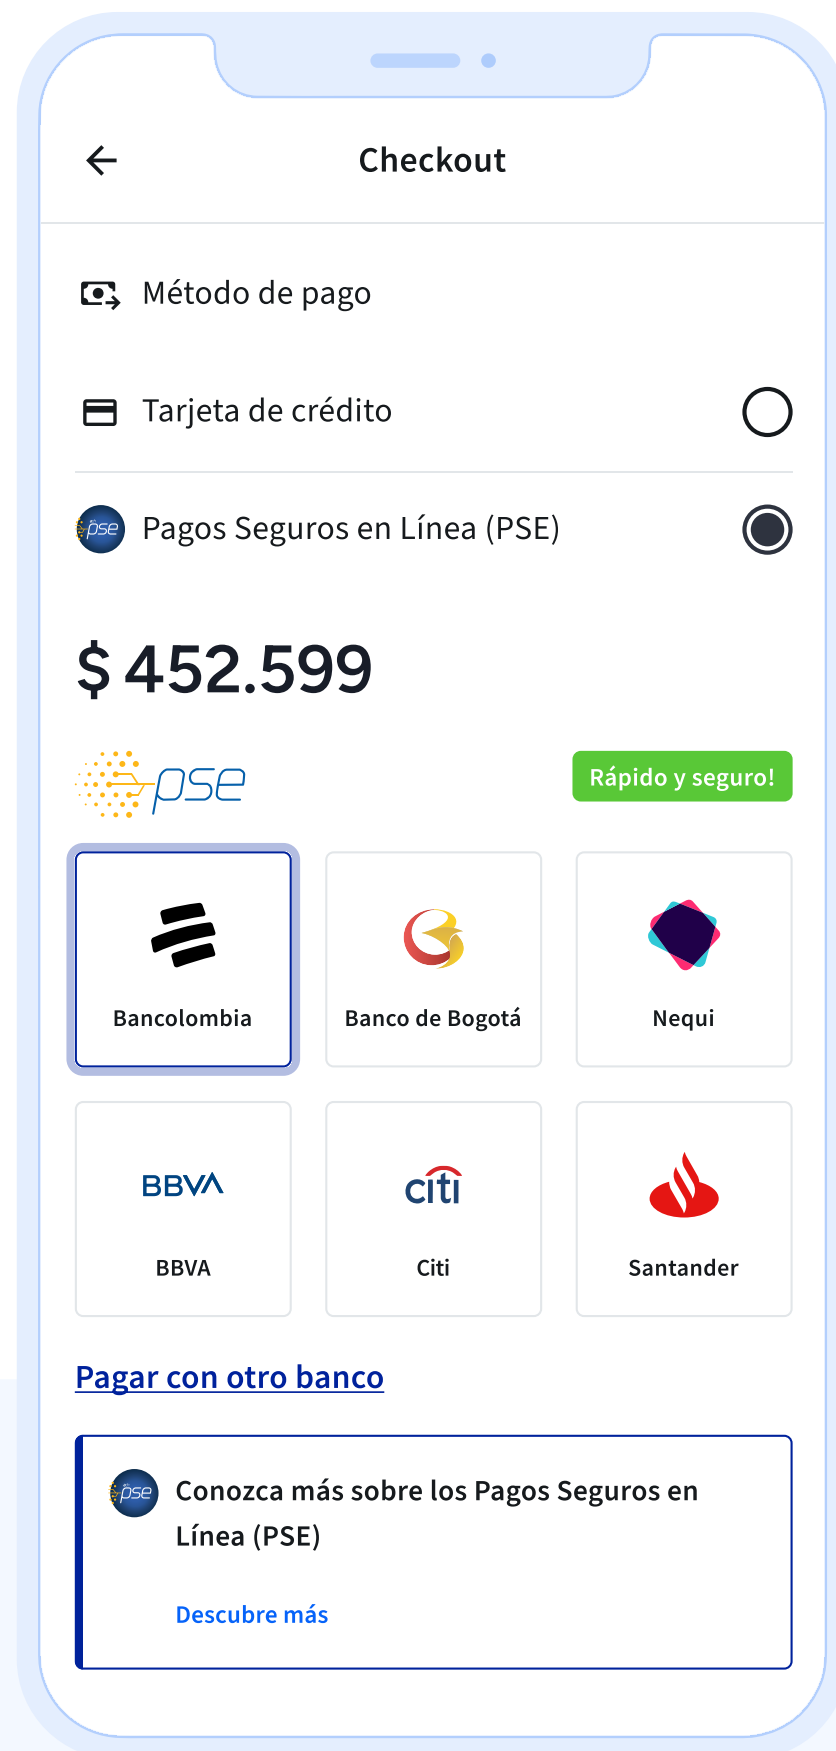 Checkout
Método de pago
Tarjeta de crédito
pse
Pagos Seguros en Línea (PSE)
$ 452.599
pse
Rápido y seguro!
Bancolombia
Banco de Bogotá
Nequi
BBVA
citi
BBVA
Citi
Santander
Pagar con otro banco
pse
Conozca más sobre los Pagos Seguros en
Línea (PSE)
Descubre más